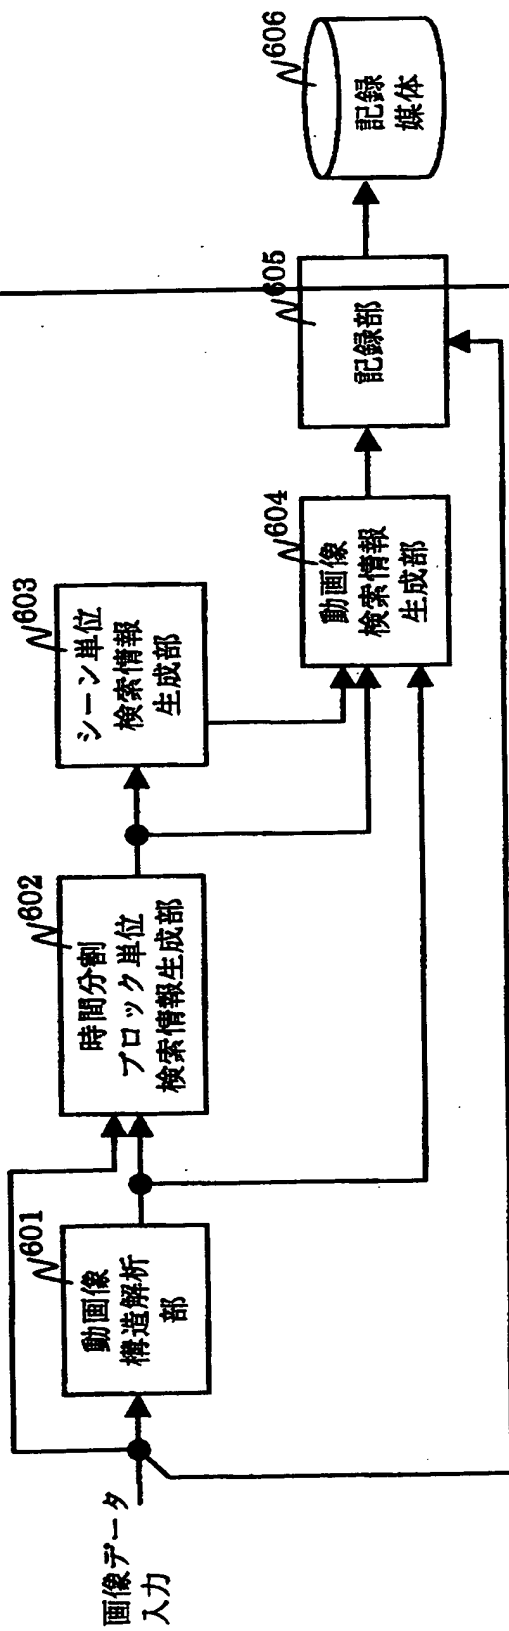 画像データ
入力
601
動画像
構造解析
部
602
時間分割
ブロック単位
検索情報生成部
603
シーン単位
検索情報
生成部
604
動画像
検索情報
生成部
605
記録部
606
記録
媒体